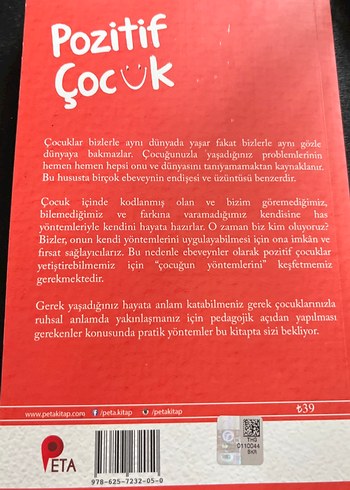 Pozitif
Çocuk
Çocuklar bizlerle aynı dünyada yaşar fakat bizlerle aynı gözle
dünyaya bakmazlar. Çocuğunuzla yaşadığınız problemlerinin
hemen hemen hepsi onu ve dünyasını tanıyamamaktan kaynaklanır.
Bu hususta birçok ebeveynin endişesi ve üzüntüsü benzerdir.
Çocuk içinde kodlanmış olan ve bizim göremediğimiz,
bilemediğimiz ve farkına varamadığımız kendisine has
yöntemleriyle kendini hayata hazırlar. O zaman biz kim oluyoruz?
Bizler, onun kendi yöntemlerini uygulayabilmesi için ona imkân ve
fırsat sağlayıcılarız. Bu nedenle ebeveynler olarak pozitif çocuklar
yetiştirebilmemiz için “çocuğun yöntemlerini” keşfetmemiz
gerekmektedir.
Gerek yaşadığınız hayata anlam katabilmeniz gerek çocuklarınızla
ruhsal anlamda yakınlaşmanız için pedagojik açıdan yapılması
gerekenler konusunda pratik yöntemler bu kitapta sizi bekliyor.
www.petakitap.com f /peta.kitap /petakitap
₺39
THG
0110044
PETA
978-625-7232-05-0